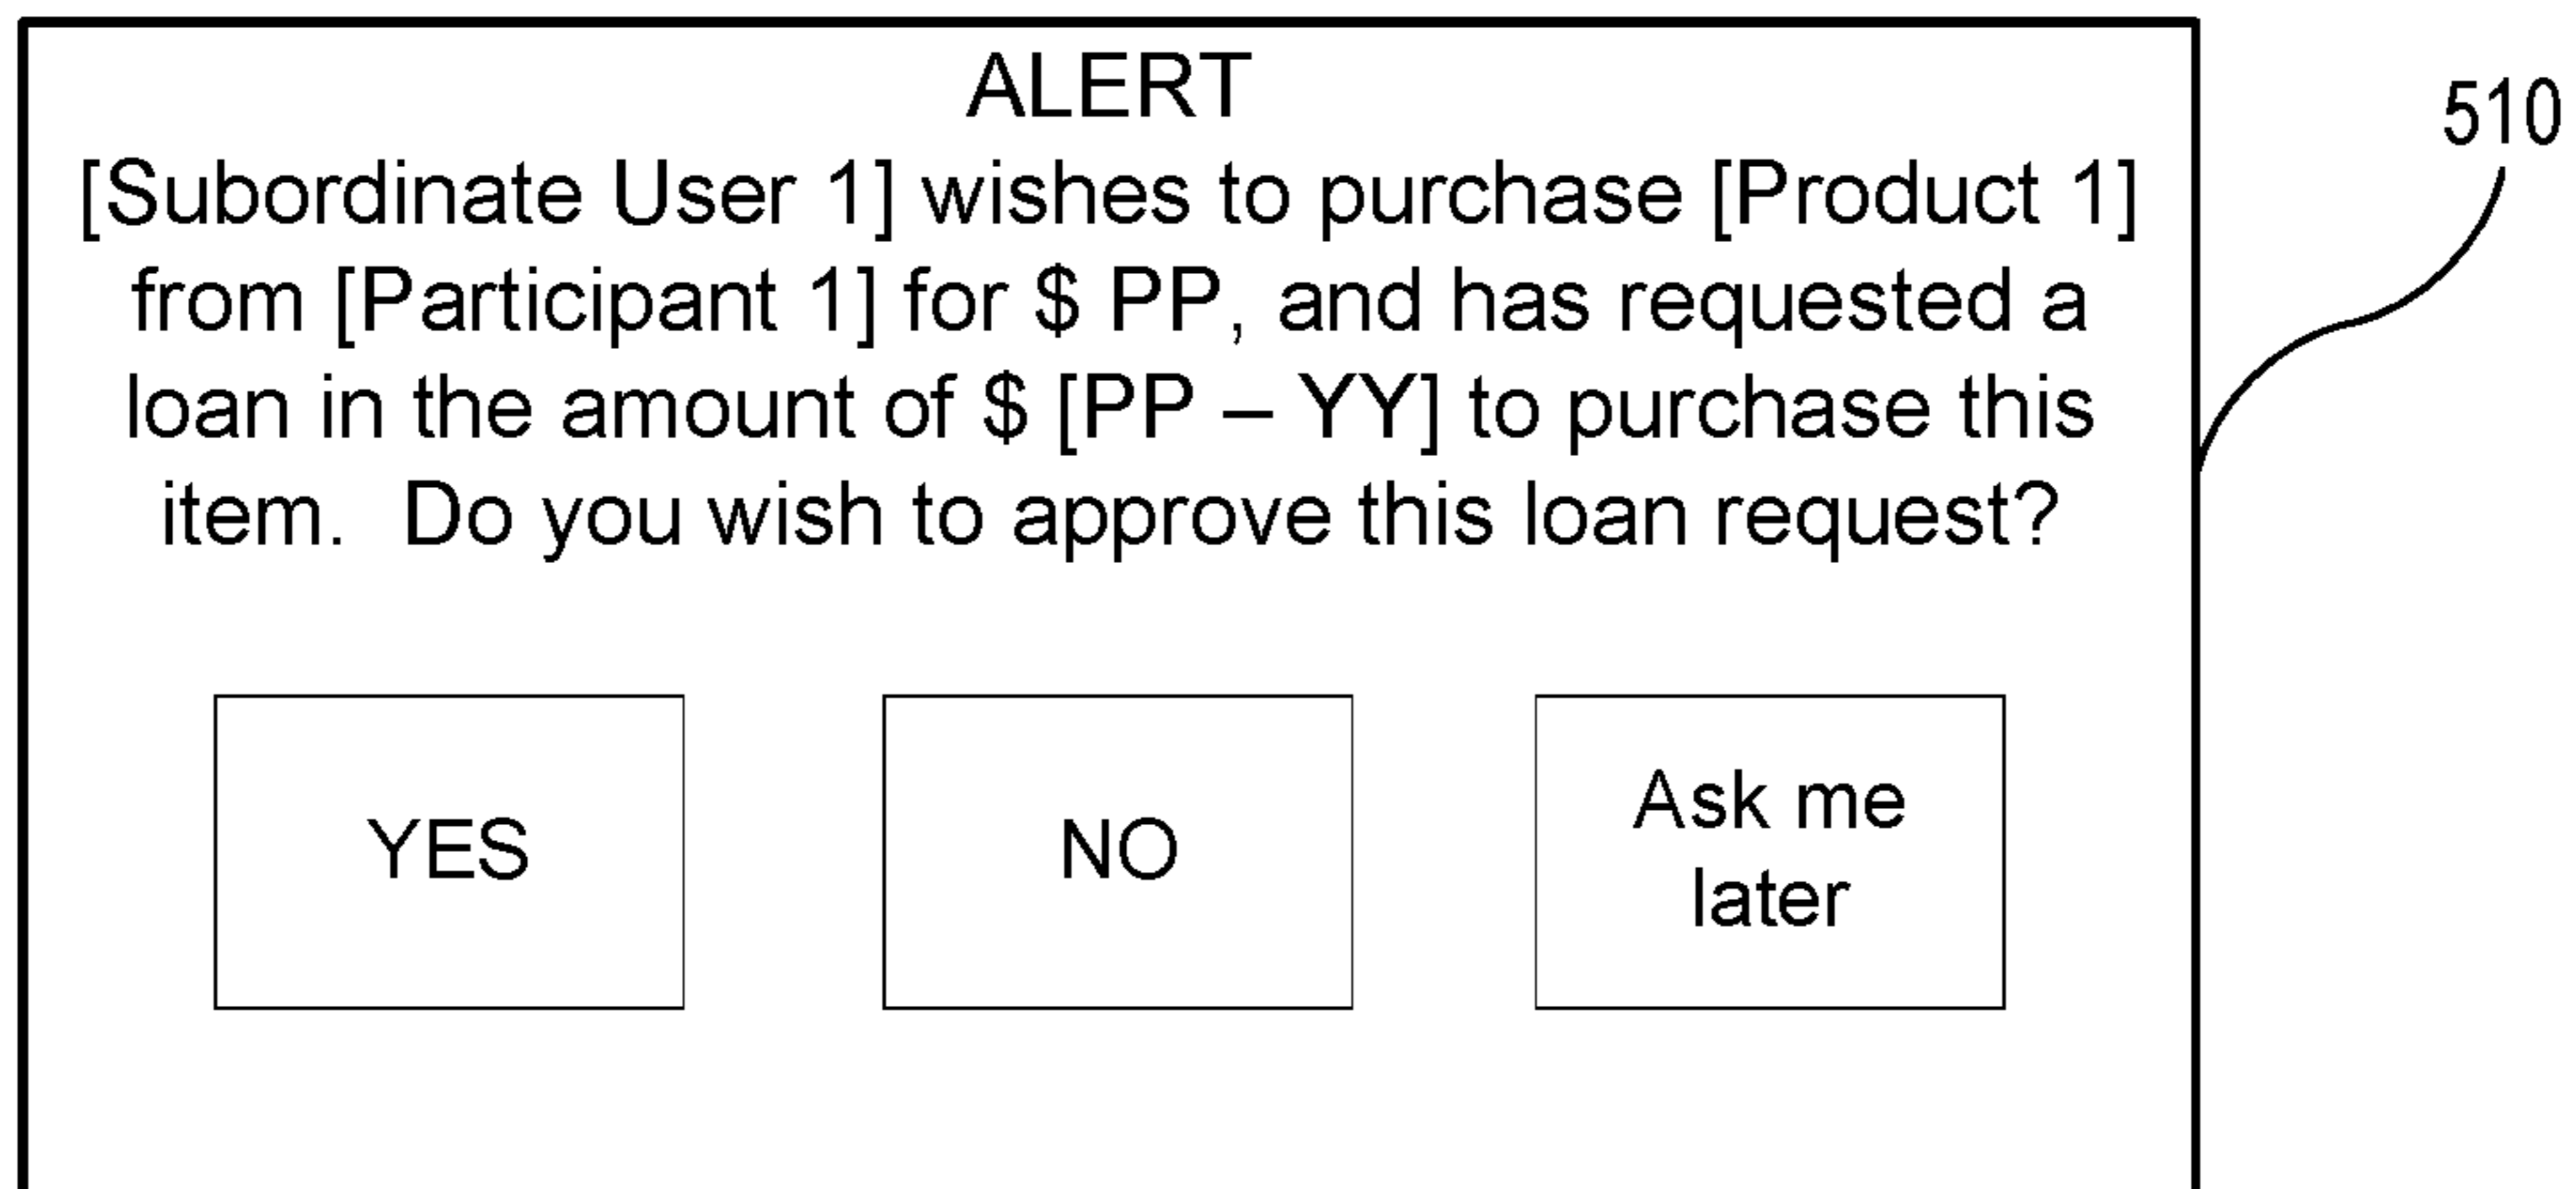 ALERT
[Subordinate User 1] wishes to purchase [Product 1]
from [Participant 1] for $ PP, and has requested a
loan in the amount of $ [PP – YY] to purchase this
item.  Do you wish to approve this loan request?
YES
NO
Ask me
later
510